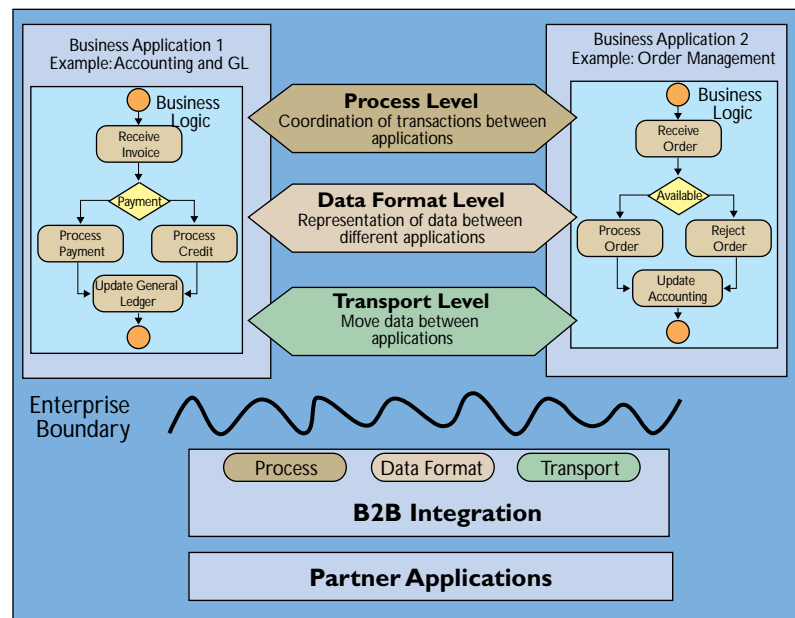 Business Application 1
Example: Accounting and GL
Business
Logic
Receive
Invoice
Payment
Process
Payment
Process
Credit
Update General
Ledger
Process Level
Coordination of transactions between
applications
Data Format Level
Representation of data between
different applications
Transport Level
Move data between
applications
Business Application 2
Example: Order Management
Business
Logic
Receive
Order
Available
Process
Order
Reject
Order
Update
Accounting
Enterprise
Boundary
Process
Data Format
Transport
B2B Integration
Partner Applications